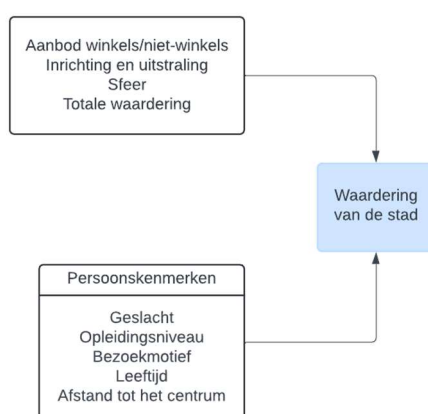 Aanbod winkels/niet-winkels
Inrichting en uitstraling
Sfeer
Totale waardering
Waardering
van de stad
Persoonskenmerken
Geslacht
Opleidingsniveau
Bezoekmotief
Leeftijd
Afstand tot het centrum